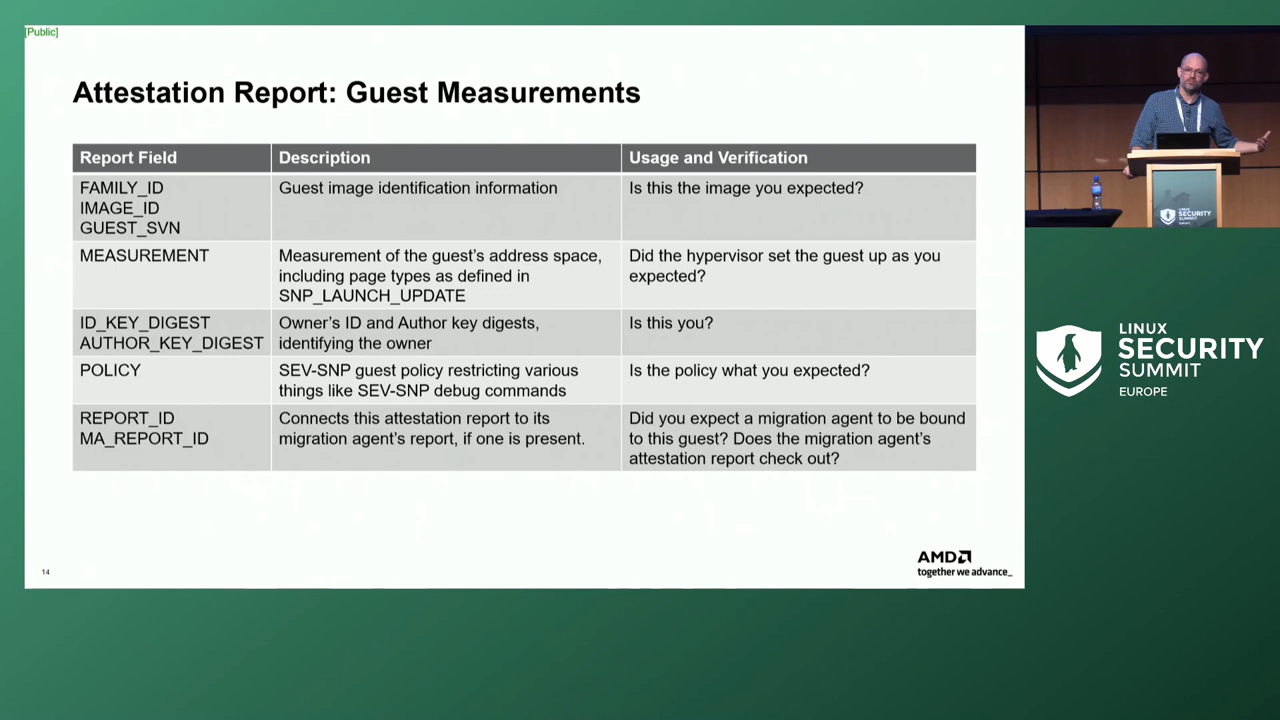 [Public]
Attestation Report: Guest Measurements
Report Field
Description
Usage and Verification
FAMILY_ID
IMAGE_ID
GUEST_SVN
Guest image identification information
Is this the image you expected?
MEASUREMENT
Measurement of the guest's address space,
including page types as defined in
SNP_LAUNCH_UPDATE
Did the hypervisor set the guest up as you
expected?
ID_KEY_DIGEST
AUTHOR_KEY_DIGEST
Owner's ID and Author key digests,
identifying the owner
Is this you?
POLICY
SEV-SNP guest policy restricting various
things like SEV-SNP debug commands
Is the policy what you expected?
REPORT_ID
MA_REPORT_ID
Connects this attestation report to its
migration agent's report, if one is present.
Did you expect a migration agent to be bound
to this guest? Does the migration agent's
attestation report check out?
14
AMD
together we advance_
LINUX
SECURITY
SUMMIT
EUROPE
LINUX
SECURITY
SUMMIT
EUROPE